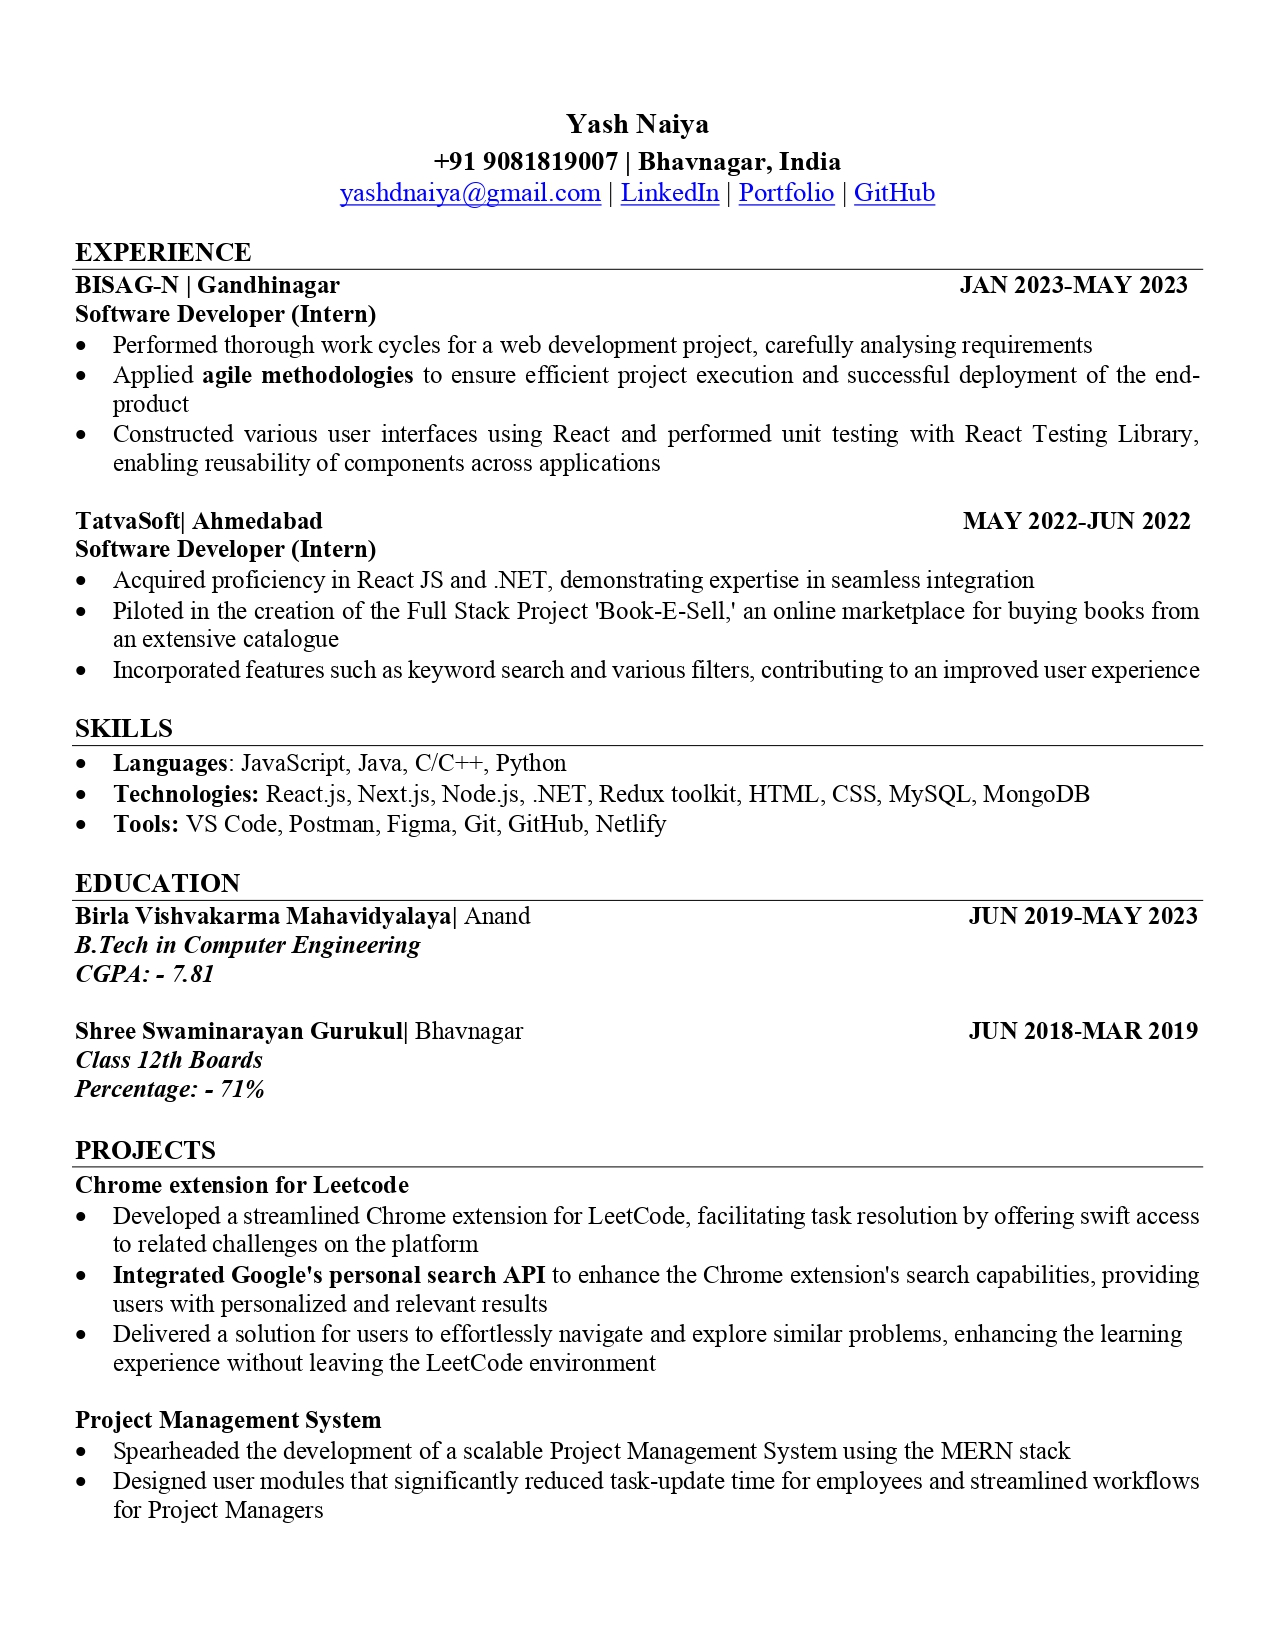 Yash Naiya
+91 9081819007 | Bhavnagar, India
yashdnaiya@gmail.com | LinkedIn | Portfolio | GitHub
EXPERIENCE
BISAG-N | Gandhinagar JAN 2023-MAY 2023
Software Developer (Intern)
• Performed thorough work cycles for a web development project, carefully analysing requirements
• Applied agile methodologies to ensure efficient project execution and successful deployment of the end-
product
• Constructed various user interfaces using React and performed unit testing with React Testing Library,
enabling reusability of components across applications
TatvaSoft| Ahmedabad MAY 2022-JUN 2022
Software Developer (Intern)
• Acquired proficiency in React JS and .NET, demonstrating expertise in seamless integration
• Piloted in the creation of the Full Stack Project 'Book-E-Sell,' an online marketplace for buying books from
an extensive catalogue
• Incorporated features such as keyword search and various filters, contributing to an improved user experience
SKILLS
• Languages: JavaScript, Java, C/C++, Python
• Technologies: React.js, Next.js, Node.js, .NET, Redux toolkit, HTML, CSS, MySQL, MongoDB
• Tools: VS Code, Postman, Figma, Git, GitHub, Netlify
EDUCATION
Birla Vishvakarma Mahavidyalaya| Anand JUN 2019-MAY 2023
B.Tech in Computer Engineering
CGPA: - 7.81
Shree Swaminarayan Gurukul| Bhavnagar JUN 2018-MAR 2019
Class 12th Boards
Percentage: - 71%
PROJECTS
Chrome extension for Leetcode
• Developed a streamlined Chrome extension for LeetCode, facilitating task resolution by offering swift access
to related challenges on the platform
• Integrated Google's personal search API to enhance the Chrome extension's search capabilities, providing
users with personalized and relevant results
• Delivered a solution for users to effortlessly navigate and explore similar problems, enhancing the learning
experience without leaving the LeetCode environment
Project Management System
• Spearheaded the development of a scalable Project Management System using the MERN stack
• Designed user modules that significantly reduced task-update time for employees and streamlined workflows
for Project Managers